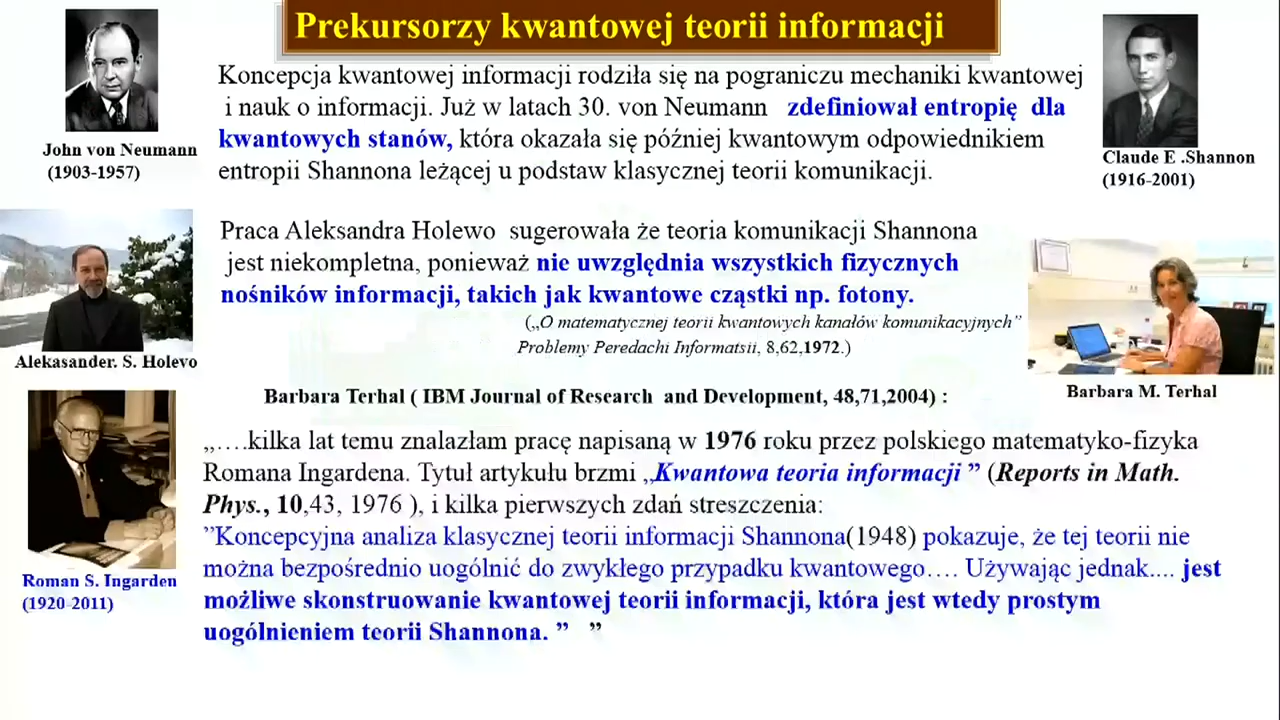 Prekursorzy kwantowej teorii informacji
Koncepcja kwantowej informacji rodziła się na pograniczu mechaniki kwantowej
i nauk o informacji. Już w latach 30. von Neumann zdefiniował entropię dla
kwantowych stanów, która okazała się później kwantowym odpowiednikiem
entropii Shannona leżącej u podstaw klasycznej teorii komunikacji.
John von Neumann
(1903-1957)
Claude E .Shannon
(1916-2001)
Praca Aleksandra Holewo sugerowała że teoria komunikacji Shannona
jest niekompletna, ponieważ nie uwzględnia wszystkich fizycznych
nośników informacji, takich jak kwantowe cząstki np. fotony.
(„O matematycznej teorii kwantowych kanałów komunikacyjnych”
Problemy Peredachi Informatsii, 8,62,1972.)
Alekasander. S. Holevo
Barbara M. Terhal
Barbara Terhal ( IBM Journal of Research and Development, 48,71,2004) :
„….kilka lat temu znalazłam pracę napisaną w 1976 roku przez polskiego matematyko-fizyka
Romana Ingardena. Tytuł artykułu brzmi „Kwantowa teoria informacji ” (Reports in Math.
Phys., 10,43, 1976 ), i kilka pierwszych zdań streszczenia:
”Koncepcyjna analiza klasycznej teorii informacji Shannona(1948) pokazuje, że tej teorii nie
można bezpośrednio uogólnić do zwykłego przypadku kwantowego…. Używając jednak.... jest
możliwe skonstruowanie kwantowej teorii informacji, która jest wtedy prostym
uogólnieniem teorii Shannona. ” ”
Roman S. Ingarden
(1920-2011)